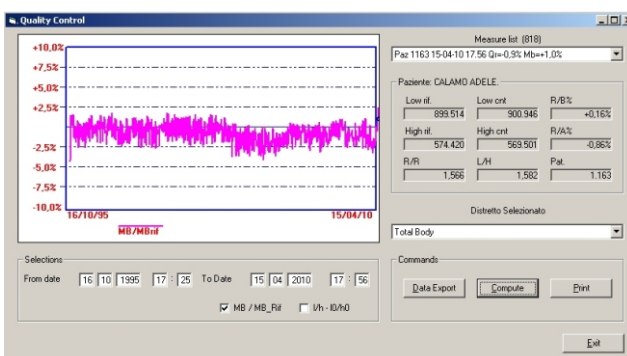 Quality Control
+10,0%
+7,5%
+5,0%
+2,5%
-2,5%
-5,0%
-7,5%
-10,0%
16/10/95 15/04/10
MB/MBrif
Measure list (818)
Paz 1163 15-04-10 17.56 Qr=-0,9% Mb=+1,0%
Paziente: CALAMO ADELE.
Low rif. Low cnt R/B%
899.514 900.946 +0,16%
High rif. High cnt R/A%
574.420 569.501 -0,86%
R/R L/H Pat.
1,566 1,582 1.163
Distretto Selezionato
Total Body
Selections
From date 16 10 1995 17 : 25 To Date 15 04 2010 17 : 56
MB / MB_Rif l/h - l0/h0
Commands
Data Export Compute Print
Exit